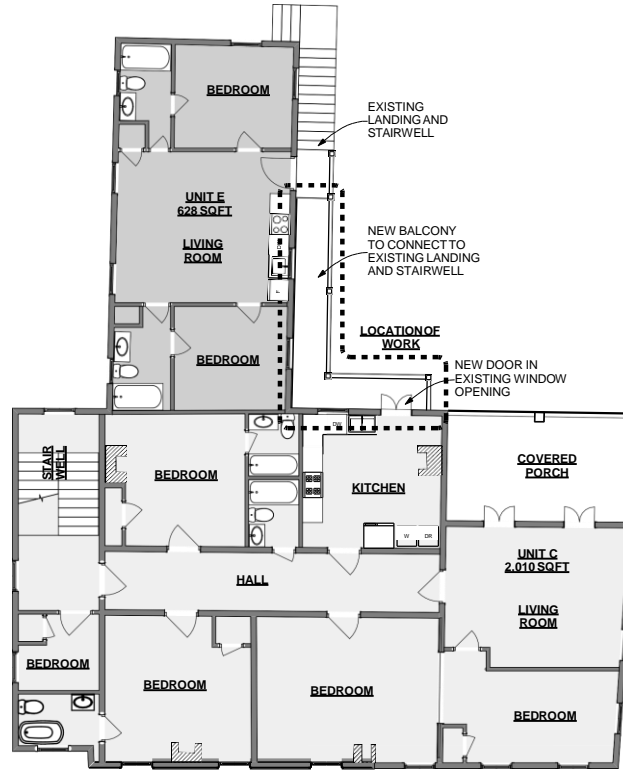 BEDROOM
EXISTING
LANDING AND
STAIRWELL
UNIT E
628 SQFT
LIVING
ROOM
NEW BALCONY
TO CONNECT TO
EXISTING LANDING
AND STAIRWELL
F
LOCATION OF
WORK
BEDROOM
NEW DOOR IN
EXISTING WINDOW
OPENING
DW
STAIR
WELL
BEDROOM
KITCHEN
COVERED
PORCH
W
DR
UNIT C
2,010 SQFT
LIVING
ROOM
HALL
BEDROOM
BEDROOM
BEDROOM
BEDROOM